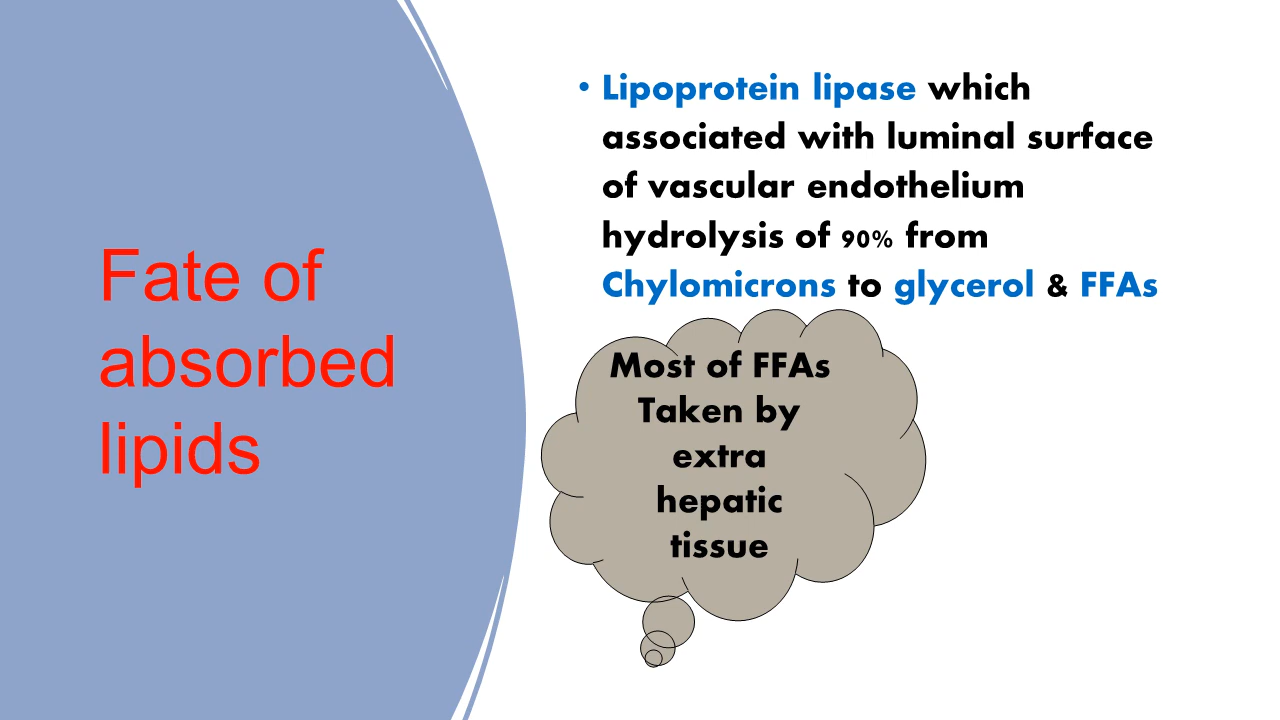 Fate of
absorbed
lipids
• Lipoprotein lipase which
associated with luminal surface
of vascular endothelium
hydrolysis of 90% from
Chylomicrons to glycerol & FFAs
Most of FFAs
Taken by
extra
hepatic
tissue